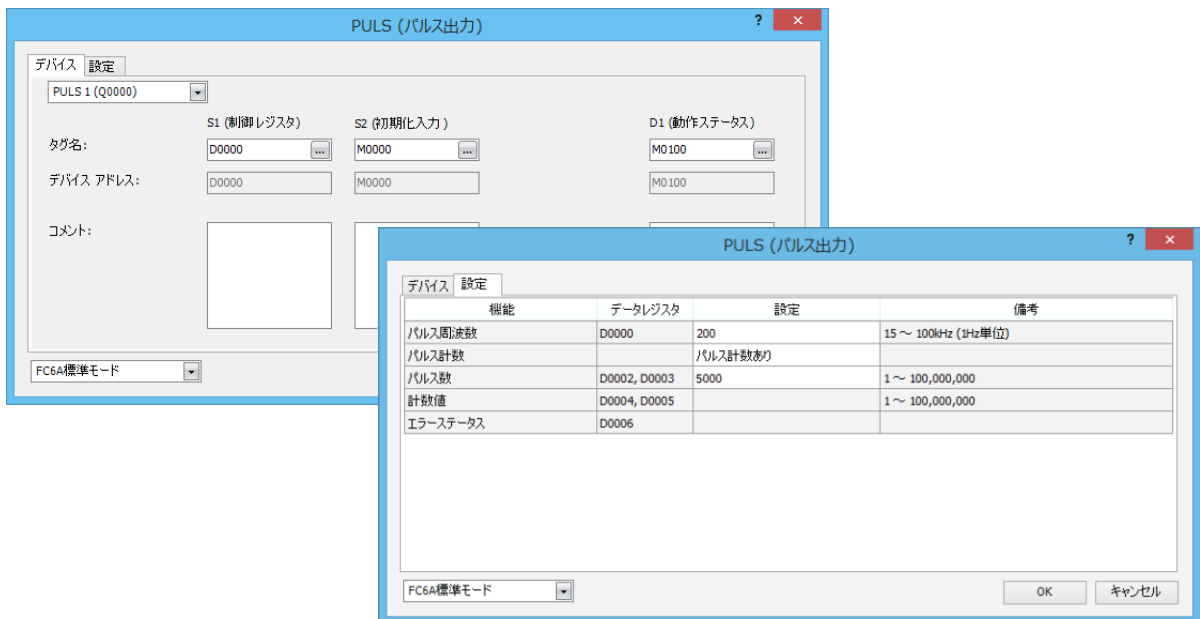 PULS (パルス出力)
?
×
デバイス 設定
PULS 1 (Q0000)
S1 (制御レジスタ) S2 (初期化入力 ) D1 (動作ステータス)
タグ名: D0000 ... M0000 ... M0100 ...
デバイス アドレス: D0000 M0000 M0100
コメント:
FC6A標準モード
PULS (パルス出力)
?
×
デバイス 設定
機能 データレジスタ 設定 備考
パルス周波数 D0000 200 15 ～ 100kHz (1Hz単位)
パルス計数 パルス計数あり
パルス数 D0002, D0003 5000 1 ～ 100,000,000
計数値 D0004, D0005 1 ～ 100,000,000
エラーステータス D0006
FC6A標準モード
OK キャンセル